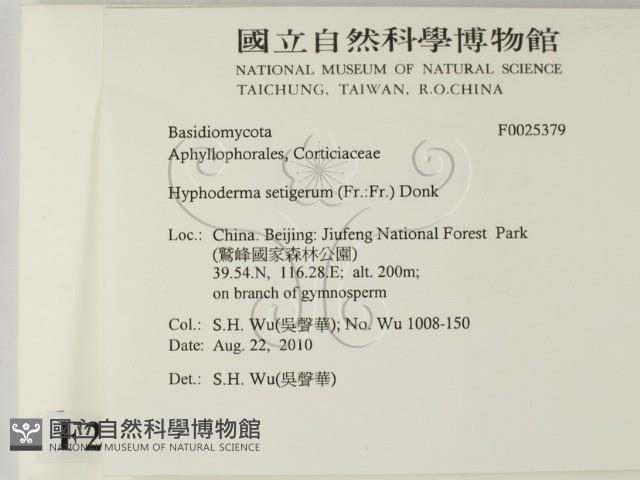 國立自然科學博物館
NATIONAL MUSEUM OF NATURAL SCIENCE
TAICHUNG, TAIWAN, R.O.CHINA
Basidiomycota F0025379
Aphyllophorales, Corticiaceae
Hyphoderma setigerum (Fr.:Fr.) Donk
Loc.: China. Beijing: Jiufeng National Forest Park
(鷲峰國家森林公園)
39.54.N, 116.28.E; alt. 200m;
on branch of gymnosperm
Col.: S.H. Wu(吳聲華); No. Wu 1008-150
Date: Aug. 22, 2010
Det.: S.H. Wu(吳聲華)
國立自然科學博物館
NATIONAL MUSEUM OF NATURAL SCIENCE